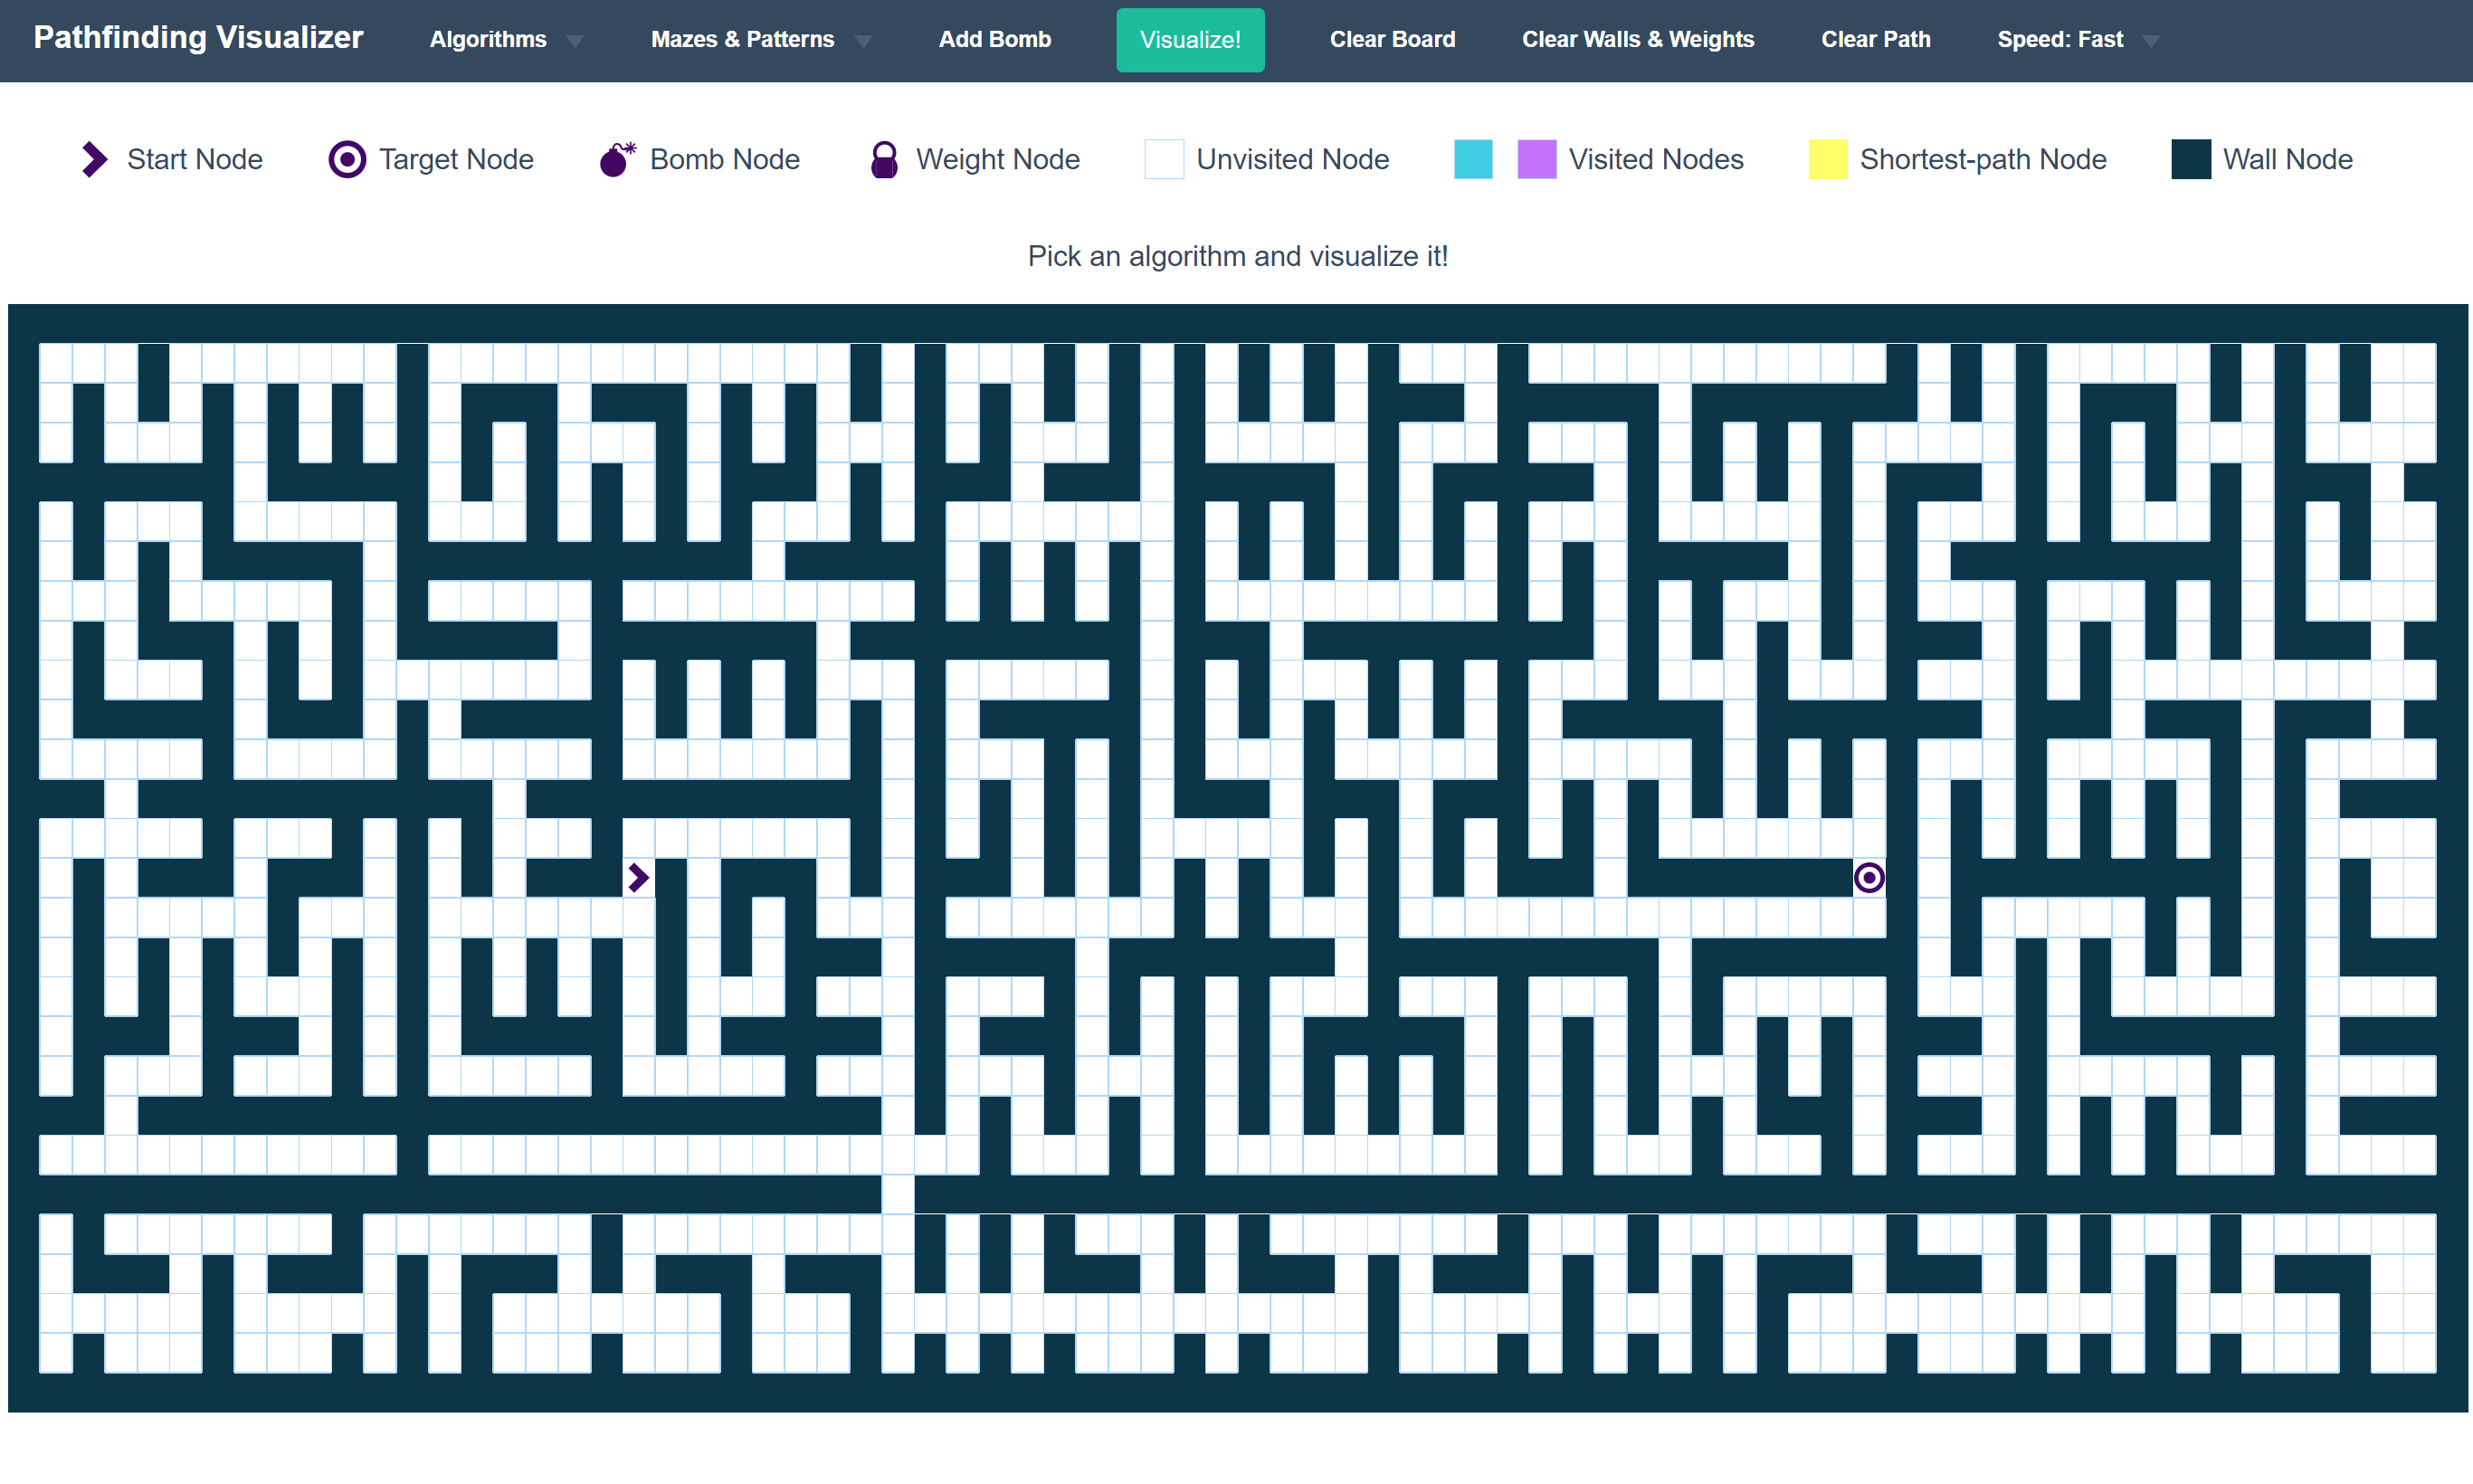 Pathfinding Visualizer Algorithms Mazes & Patterns Add Bomb Visualize! Clear Board Clear Walls & Weights Clear Path Speed: Fast
Start Node Target Node Bomb Node Weight Node Unvisited Node Visited Nodes Shortest-path Node Wall Node
Pick an algorithm and visualize it!